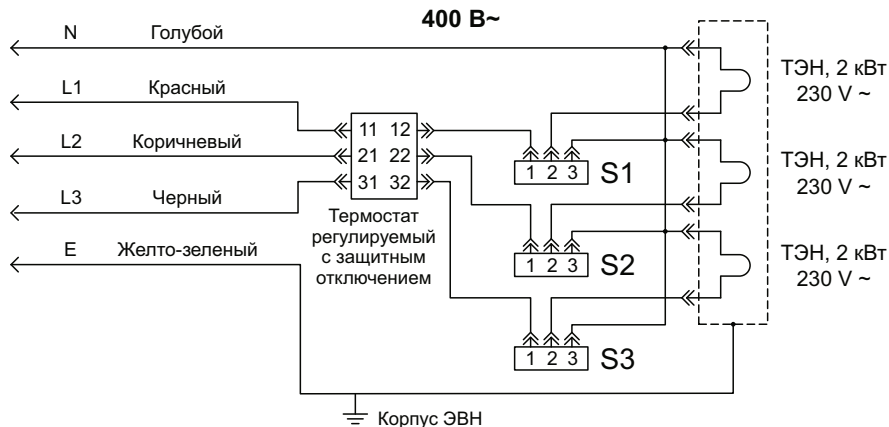 400 В~
N Голубой
L1 Красный
L2 Коричневый
L3 Черный
E Желто-зеленый
11 12
21 22
31 32
Термостат
регулируемый
с защитным
отключением
1 2 3 S1
1 2 3 S2
1 2 3 S3
ТЭН, 2 кВт
230 V ~
ТЭН, 2 кВт
230 V ~
ТЭН, 2 кВт
230 V ~
Корпус ЭВН